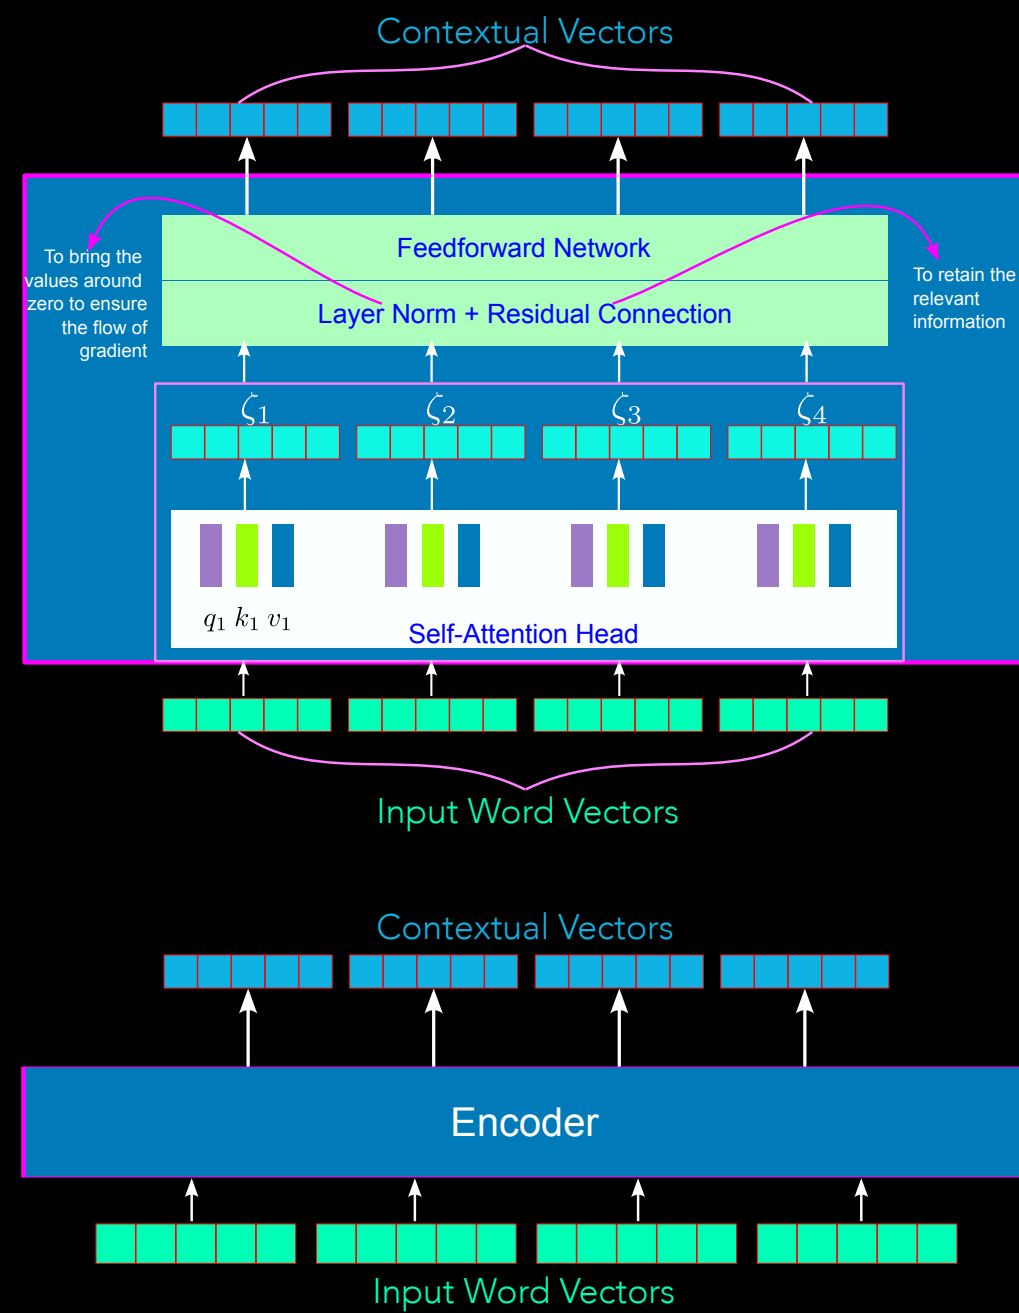 Contextual Vectors
Feedforward Network
To bring the
values around
zero to ensure
the flow of
gradient
To retain the
relevant
information
Layer Norm + Residual Connection
ζ1 ζ2 ζ3 ζ4
q1 k1 v1
Self-Attention Head
Input Word Vectors
Contextual Vectors
Encoder
Input Word Vectors